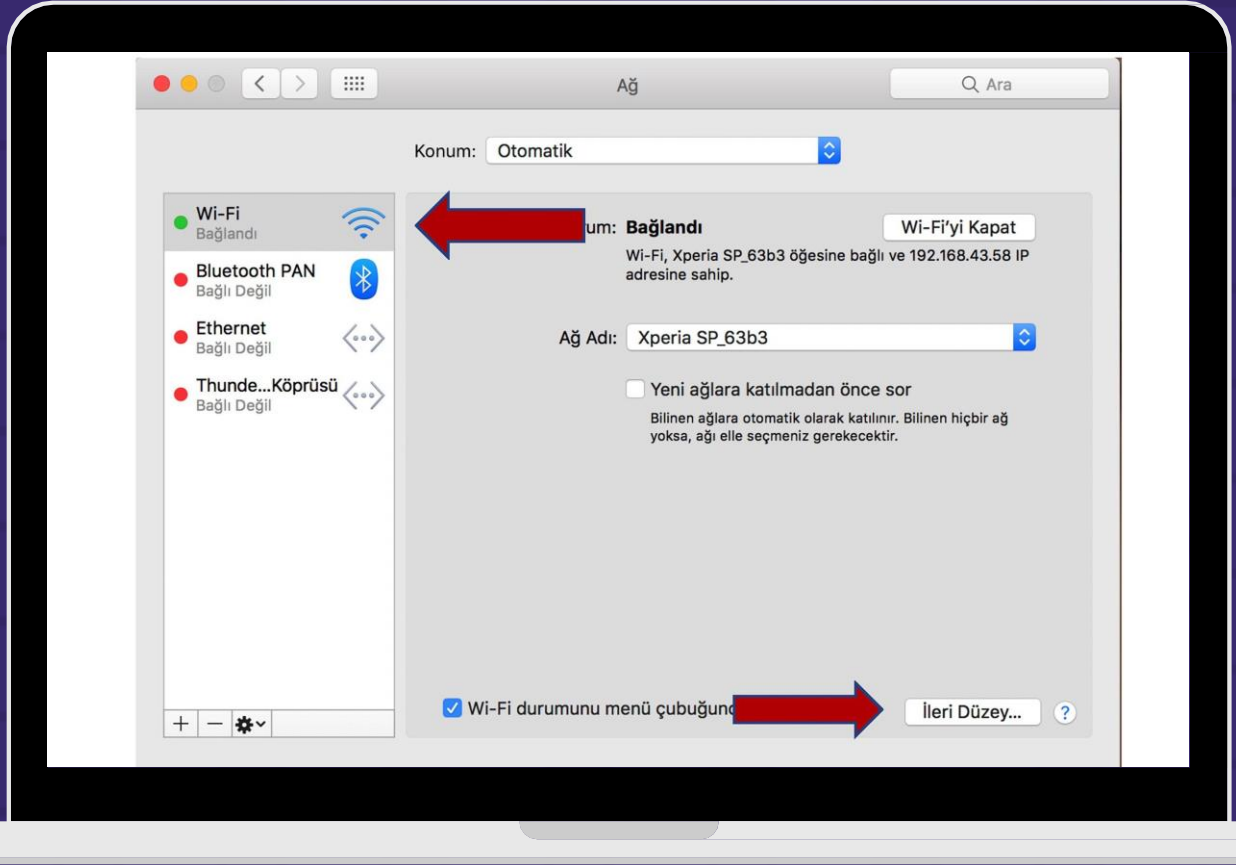 Ağ
Ara
Konum: Otomatik
Wi-Fi
Bağlandı
Bluetooth PAN
Bağlı Değil
Ethernet
Bağlı Değil
Thunde...Köprüsü
Bağlı Değil
um: Bağlandı
Wi-Fi'yi Kapat
Wi-Fi, Xperia SP_63b3 öğesine bağlı ve 192.168.43.58 IP
adresine sahip.
Ağ Adı: Xperia SP_63b3
Yeni ağlara katılmadan önce sor
Bilinen ağlara otomatik olarak katılınır. Bilinen hiçbir ağ
yoksa, ağı elle seçmeniz gerekecektir.
Wi-Fi durumunu menü
İleri Düzey...
?